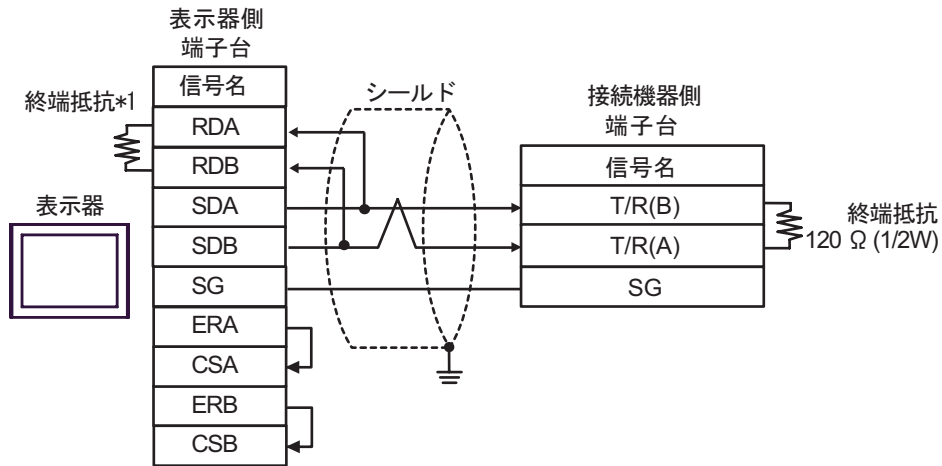 表示器側
端子台
信号名
RDA
RDB
SDA
SDB
SG
ERA
CSA
ERB
CSB
終端抵抗*1
表示器
シールド
接続機器側
端子台
信号名
T/R(B)
T/R(A)
SG
終端抵抗
120 Ω (1/2W)